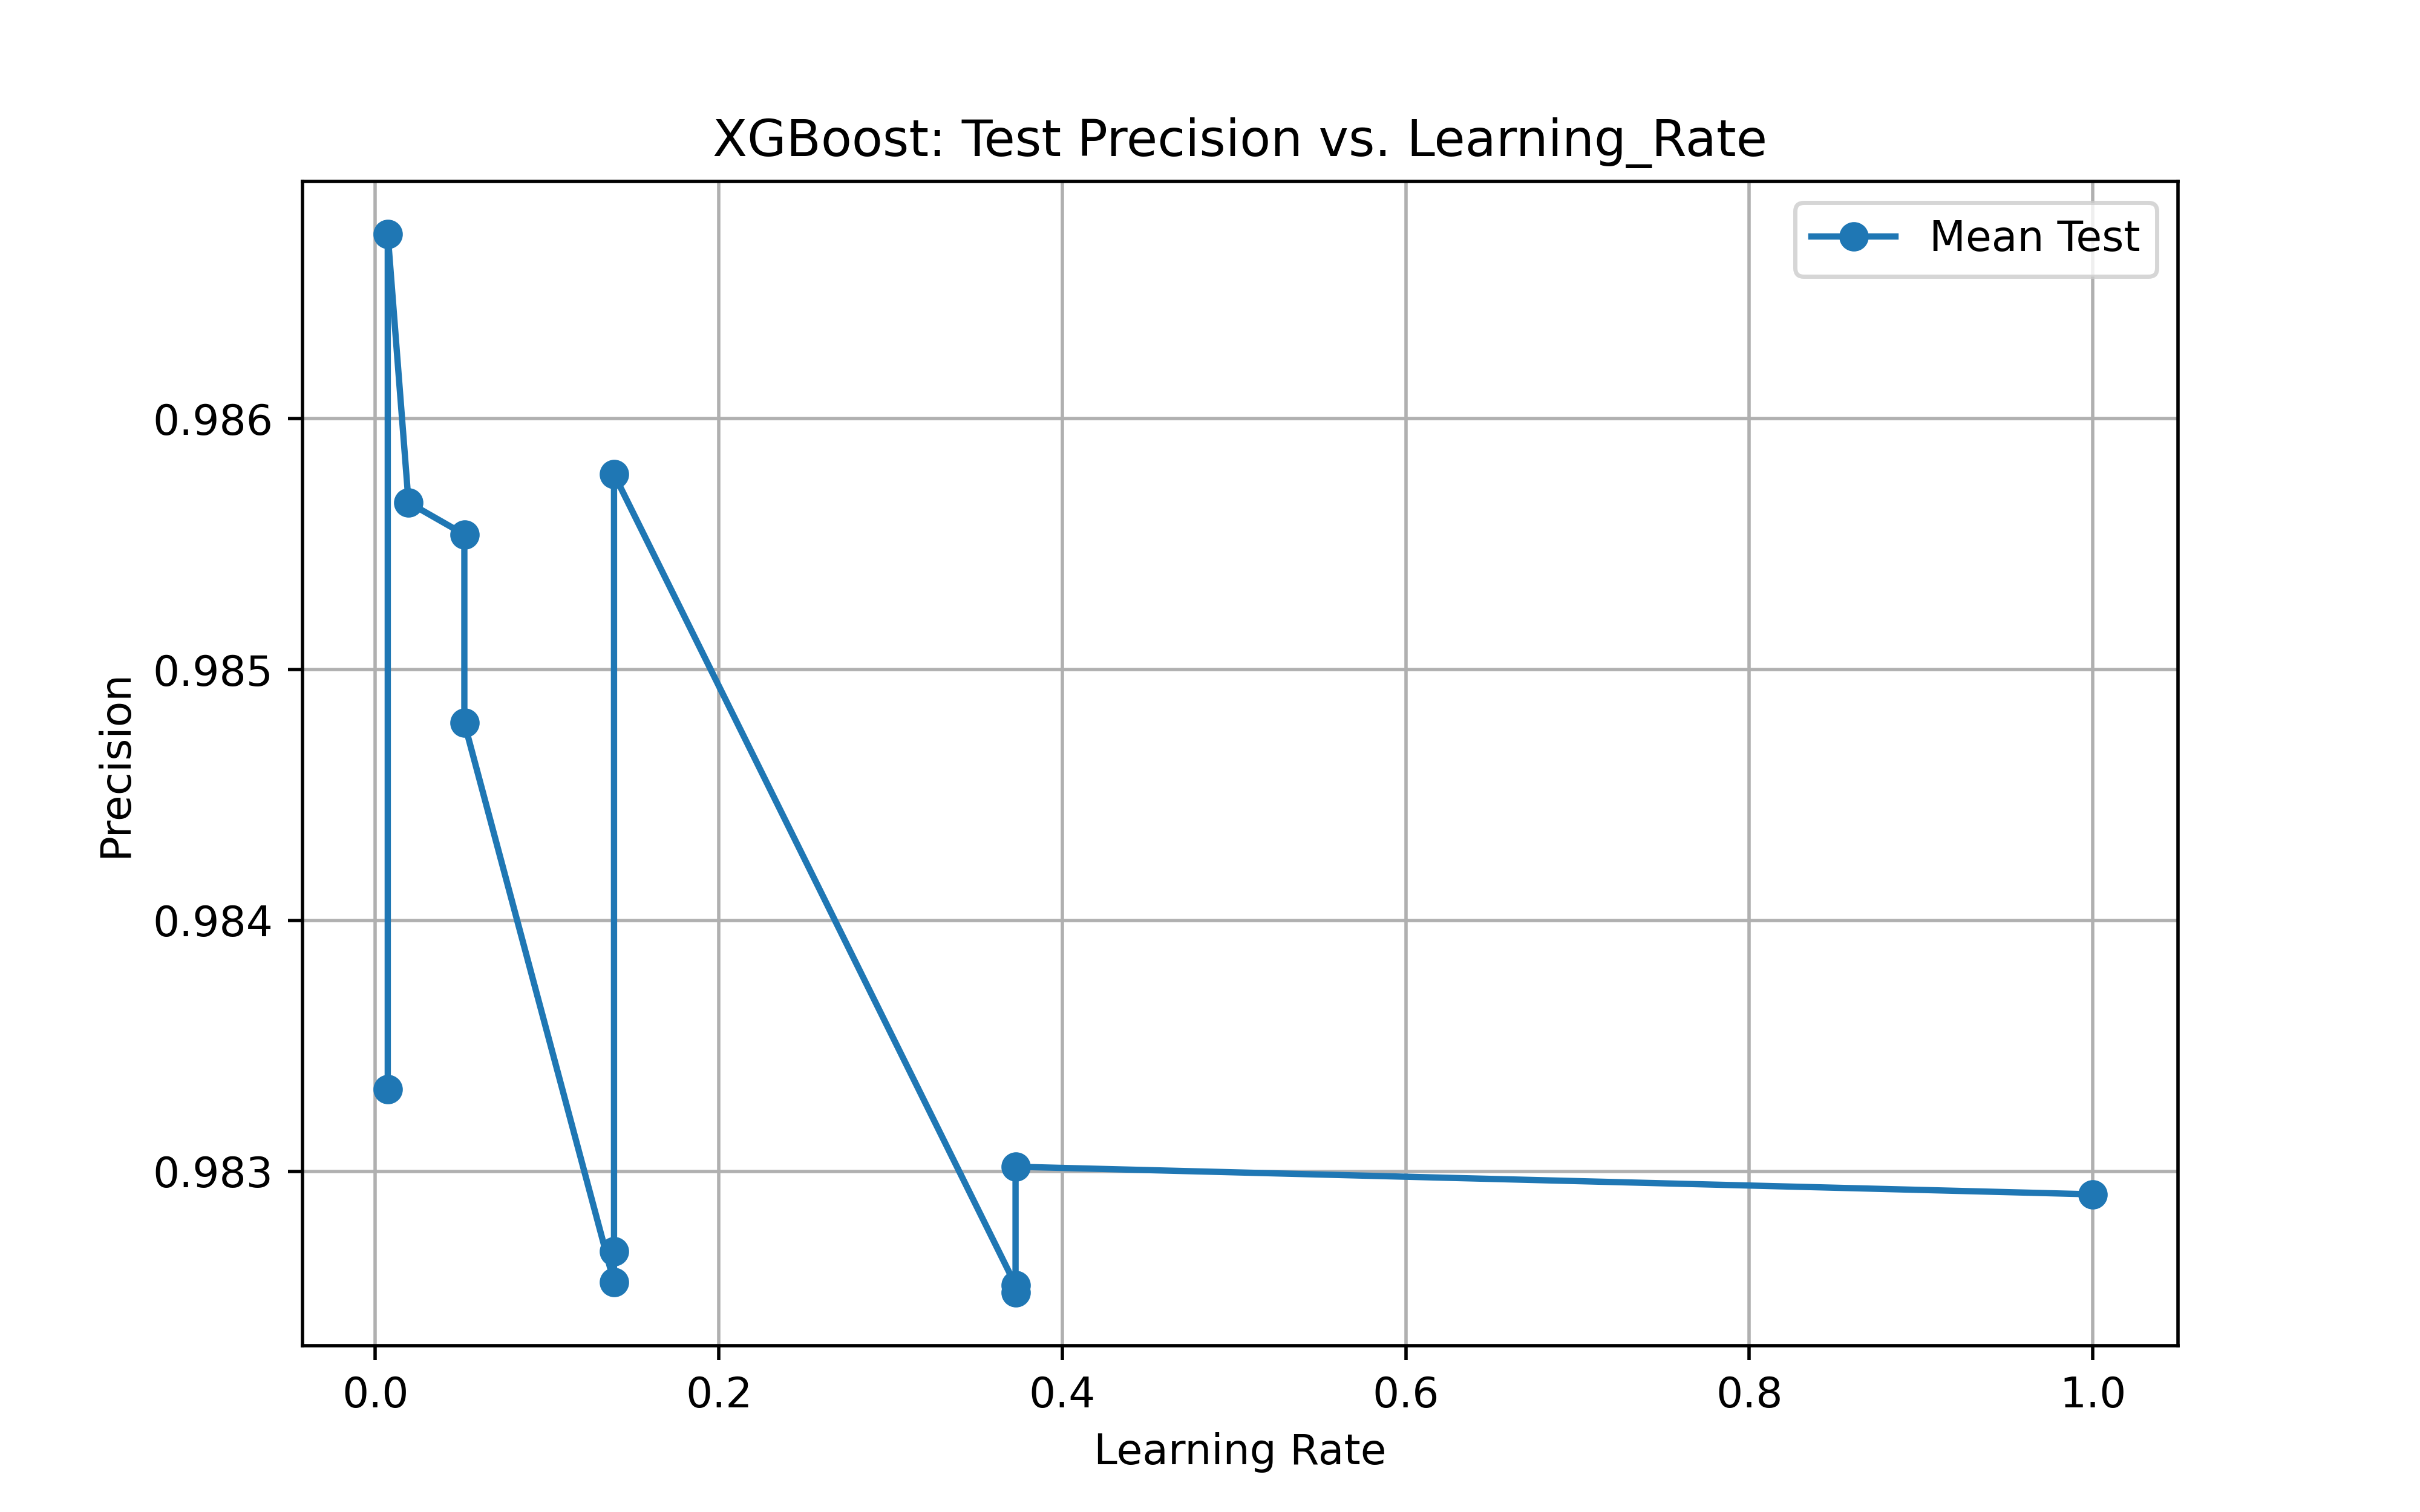 XGBoost: Test Precision vs. Learning_Rate
Mean Test
Precision
0.986
0.985
0.984
0.983
0.0 0.2 0.4 0.6 0.8 1.0
Learning Rate